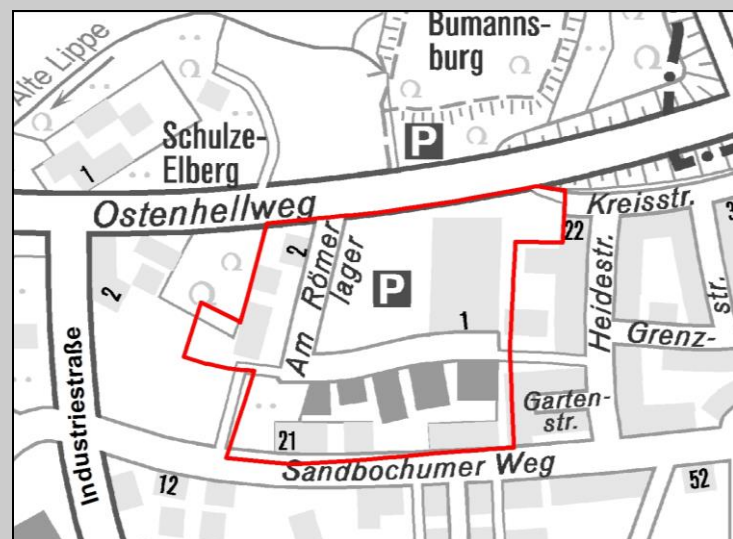 Bumanns-
burg
Alte Lippe
P
Schulze-
Elberg
1
Ostenhellweg
Kreisstr.
2
22
3
2
Am Römer
lager
P
Heidestr.
str.
1
Grenz-
Industriestraße
Garten-
str.
21
Sandbochumer Weg
12
52